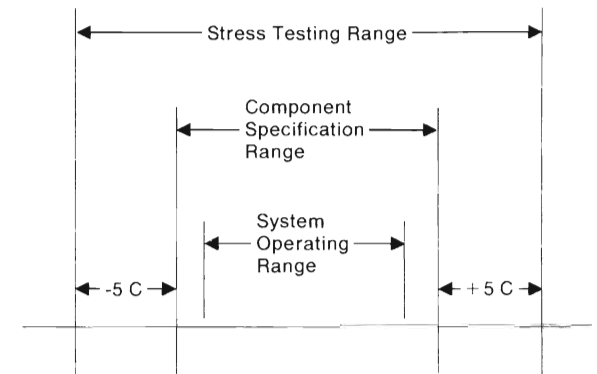 Stress Testing Range
Component
Specification
Range
System
Operating
Range
-5 C
+5 C